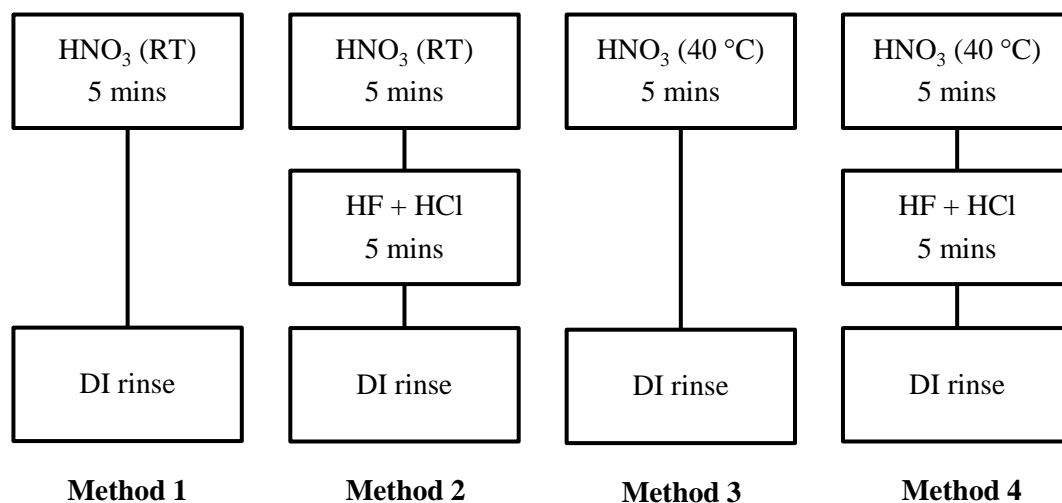 HNO₃ (RT)
5 mins
DI rinse
Method 1
HNO₃ (RT)
5 mins
HF + HCl
5 mins
DI rinse
Method 2
HNO₃ (40 °C)
5 mins
DI rinse
Method 3
HNO₃ (40 °C)
5 mins
HF + HCl
5 mins
DI rinse
Method 4